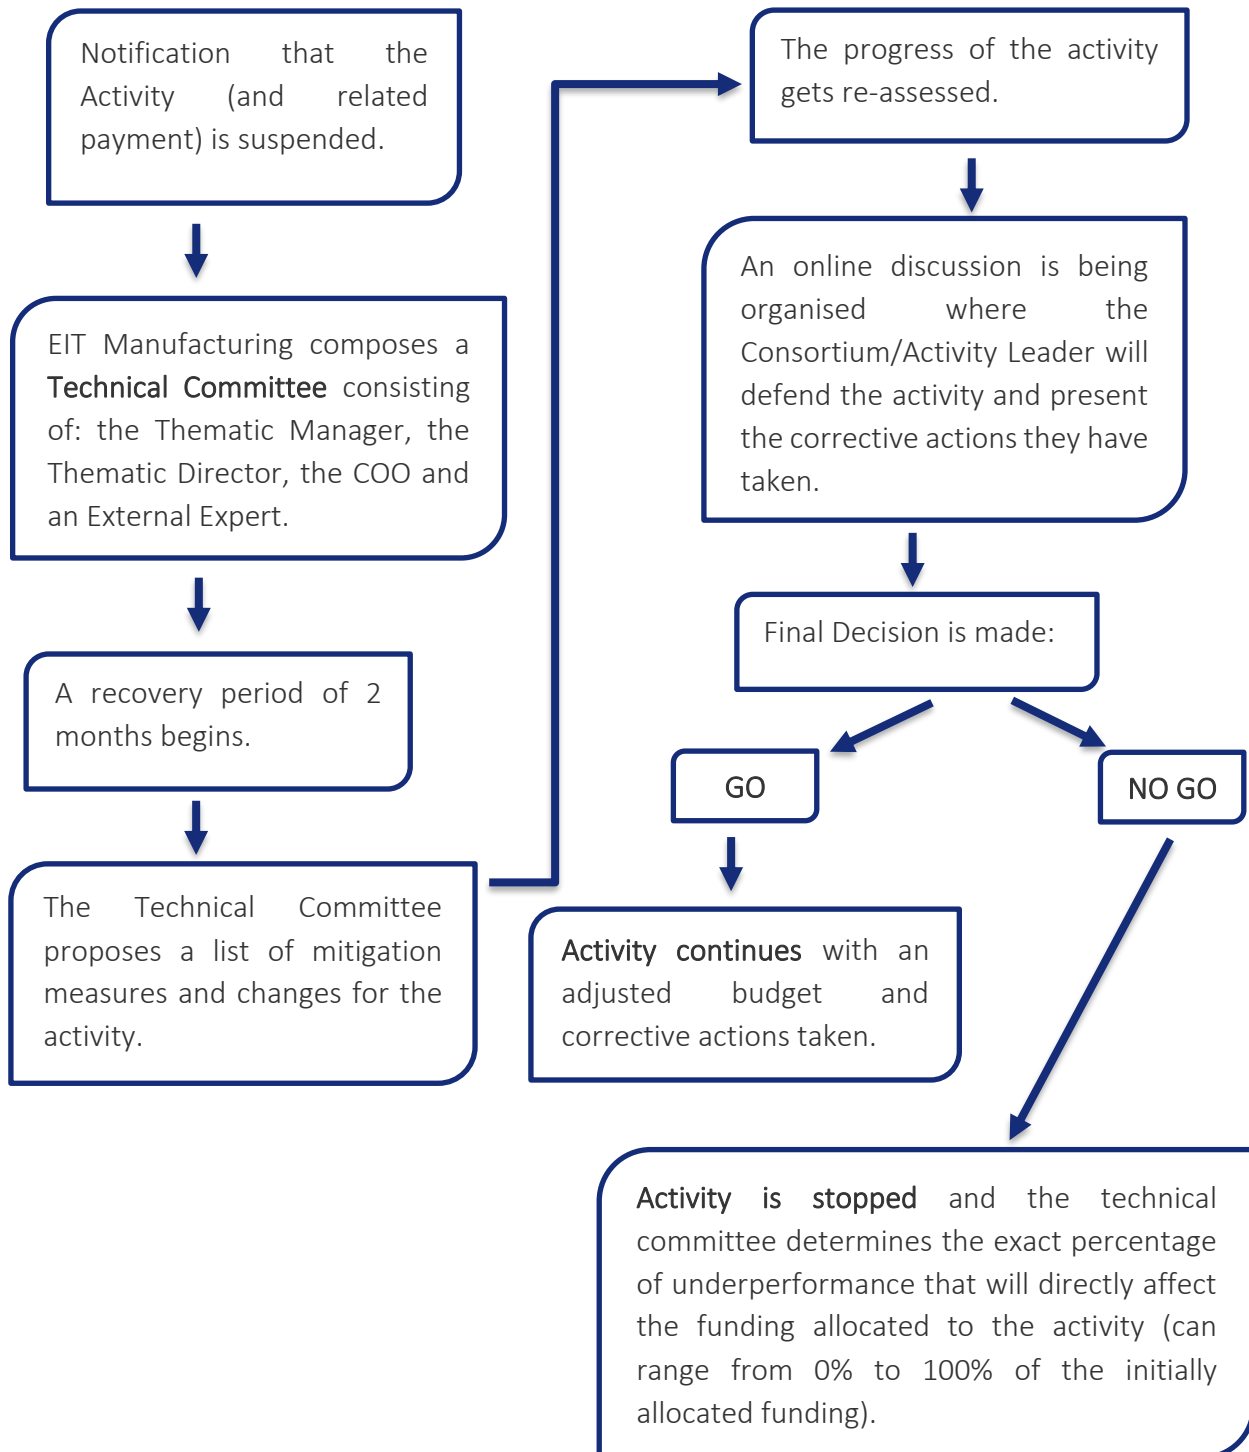 Notification that the
Activity (and related
payment) is suspended.
EIT Manufacturing composes a
Technical Committee consisting
of: the Thematic Manager, the
Thematic Director, the COO and
an External Expert.
A recovery period of 2
months begins.
The Technical Committee
proposes a list of mitigation
measures and changes for the
activity.
The progress of the activity
gets re-assessed.
An online discussion is being
organised where the
Consortium/Activity Leader will
defend the activity and present
the corrective actions they have
taken.
Final Decision is made:
GO
NO GO
Activity continues with an
adjusted budget and
corrective actions taken.
Activity is stopped and the technical
committee determines the exact percentage
of underperformance that will directly affect
the funding allocated to the activity (can
range from 0% to 100% of the initially
allocated funding).